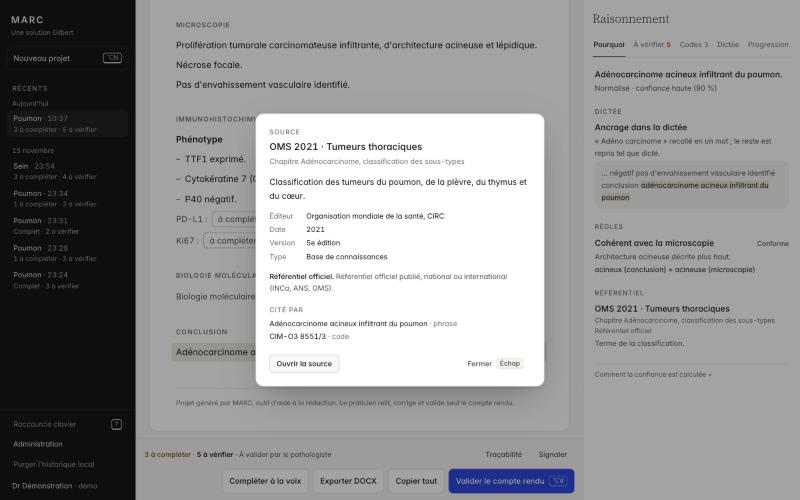 MARC
Une solution Gilbert
Nouveau projet ⌥N
RÉCENTS
Aujourd'hui
Poumon · 10:37
3 à compléter · 5 à vérifier
15 novembre
Sein · 23:54
3 à compléter · 4 à vérifier
Poumon · 23:34
1 à compléter · 3 à vérifier
Poumon · 23:31
Complet · 2 à vérifier
Poumon · 23:28
1 à compléter · 3 à vérifier
Poumon · 23:24
Complet · 3 à vérifier
Raccourcis clavier ?
Administration
Purger l'historique local
Dr Démonstration · démo
MICROSCOPIE
Prolifération tumorale carcinomateuse infiltrante, d'architecture acineuse et lépidique.
Nécrose focale.
Pas d'envahissement vasculaire identifié.
IMMUNOHISTOCHIMI
Phénotype
– TTF1 exprimé.
– Cytokératine 7 (C
– P40 négatif.
PD-L1 : à complét
Ki67 : à compléter
BIOLOGIE MOLÉCULA
Biologie moléculaire
CONCLUSION
Adénocarcinome a
Projet généré par MARC, outil d'aide à la rédaction. Le praticien relit, corrige et valide seul le compte rendu.
SOURCE
OMS 2021 · Tumeurs thoraciques
Chapitre Adénocarcinome, classification des sous-types
Classification des tumeurs du poumon, de la plèvre, du thymus et
du cœur.
Éditeur Organisation mondiale de la santé, CIRC
Date 2021
Version 5e édition
Type Base de connaissances
Référentiel officiel. Référentiel officiel publié, national ou international
(INCa, ANS, OMS).
CITÉ PAR
Adénocarcinome acineux infiltrant du poumon · phrase
CIM-O3 8551/3 · code
Ouvrir la source
Fermer Échap
3 à compléter · 5 à vérifier · À valider par le pathologiste
Traçabilité Signaler
Compléter à la voix Exporter DOCX Copier tout Valider le compte rendu ⌥V
Raisonnement
Pourquoi À vérifier 5 Codes 3 Dictée Progression
Adénocarcinome acineux infiltrant du poumon.
Normalisé · confiance haute (90 %)
DICTÉE
Ancrage dans la dictée
« Adéno carcinome » recollé en un mot ; le reste est
repris tel que dicté.
... négatif pas d'envahissement vasculaire identifié
conclusion adénocarcinome acineux infiltrant du
poumon
RÈGLES
Cohérent avec la microscopie Conforme
Architecture acineuse décrite plus haut.
acineux (conclusion) = acineuse (microscopie)
RÉFÉRENTIEL
OMS 2021 · Tumeurs thoraciques
Chapitre Adénocarcinome, classification des sous-types
Référentiel officiel
Terme de la classification.
Comment la confiance est calculée +